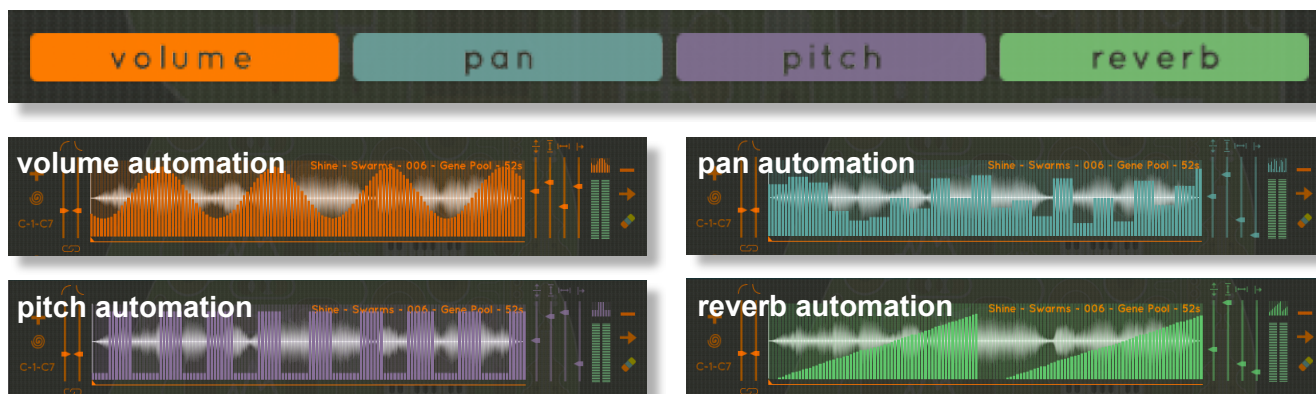 volume pan pitch reverb
volume automation
Shine - Swarms - 006 - Gene Pool - 52s
C-1-C7
pan automation
Shine - Swarms - 006 - Gene Pool - 52s
C-1-C7
pitch automation
Shine - Swarms - 006 - Gene Pool - 52s
C-1-C7
reverb automation
Shine - Swarms - 006 - Gene Pool - 52s
C-1-C7